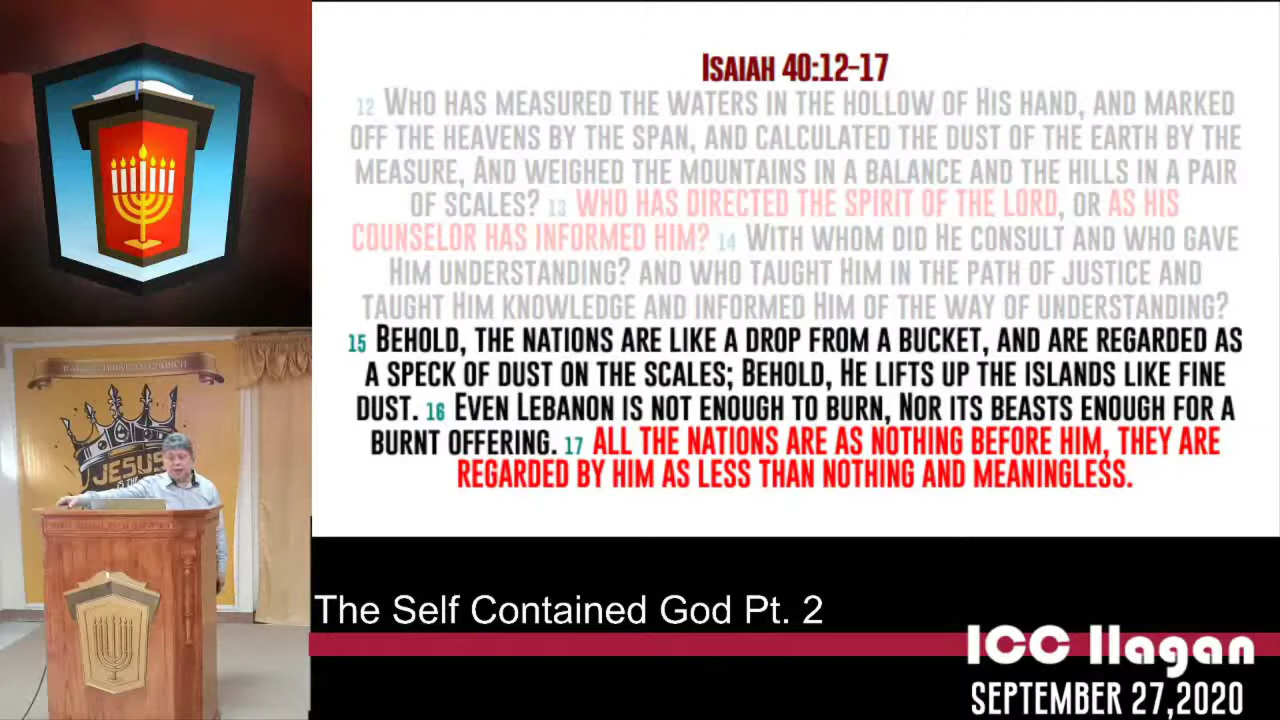 ISAIAH 40:12-17
12 WHO HAS MEASURED THE WATERS IN THE HOLLOW OF HIS HAND, AND MARKED
OFF THE HEAVENS BY THE SPAN, AND CALCULATED THE DUST OF THE EARTH BY THE
MEASURE, AND WEIGHED THE MOUNTAINS IN A BALANCE AND THE HILLS IN A PAIR
OF SCALES? 13 WHO HAS DIRECTED THE SPIRIT OF THE LORD, OR AS HIS
COUNSELOR HAS INFORMED HIM? 14 WITH WHOM DID HE CONSULT AND WHO GAVE
HIM UNDERSTANDING? AND WHO TAUGHT HIM IN THE PATH OF JUSTICE AND
TAUGHT HIM KNOWLEDGE AND INFORMED HIM OF THE WAY OF UNDERSTANDING?
15 BEHOLD, THE NATIONS ARE LIKE A DROP FROM A BUCKET, AND ARE REGARDED AS
A SPECK OF DUST ON THE SCALES; BEHOLD, HE LIFTS UP THE ISLANDS LIKE FINE
DUST. 16 EVEN LEBANON IS NOT ENOUGH TO BURN, NOR ITS BEASTS ENOUGH FOR A
BURNT OFFERING. 17 ALL THE NATIONS ARE AS NOTHING BEFORE HIM, THEY ARE
REGARDED BY HIM AS LESS THAN NOTHING AND MEANINGLESS.
JESUS
IS THE
The Self Contained God Pt. 2
ICC Ilagan
SEPTEMBER 27,2020